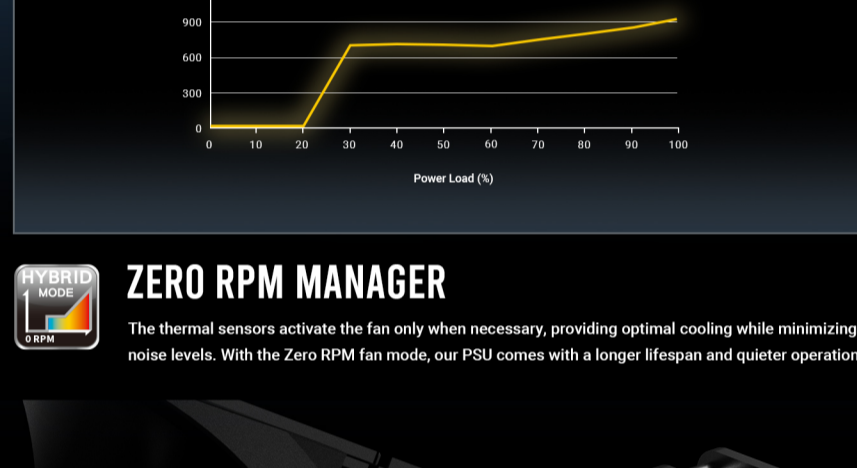 900
600
300
0
0 10 20 30 40 50 60 70 80 90 100
Power Load (%)
HYBRID
MODE
0 RPM
ZERO RPM MANAGER
The thermal sensors activate the fan only when necessary, providing optimal cooling while minimizing
noise levels. With the Zero RPM fan mode, our PSU comes with a longer lifespan and quieter operation